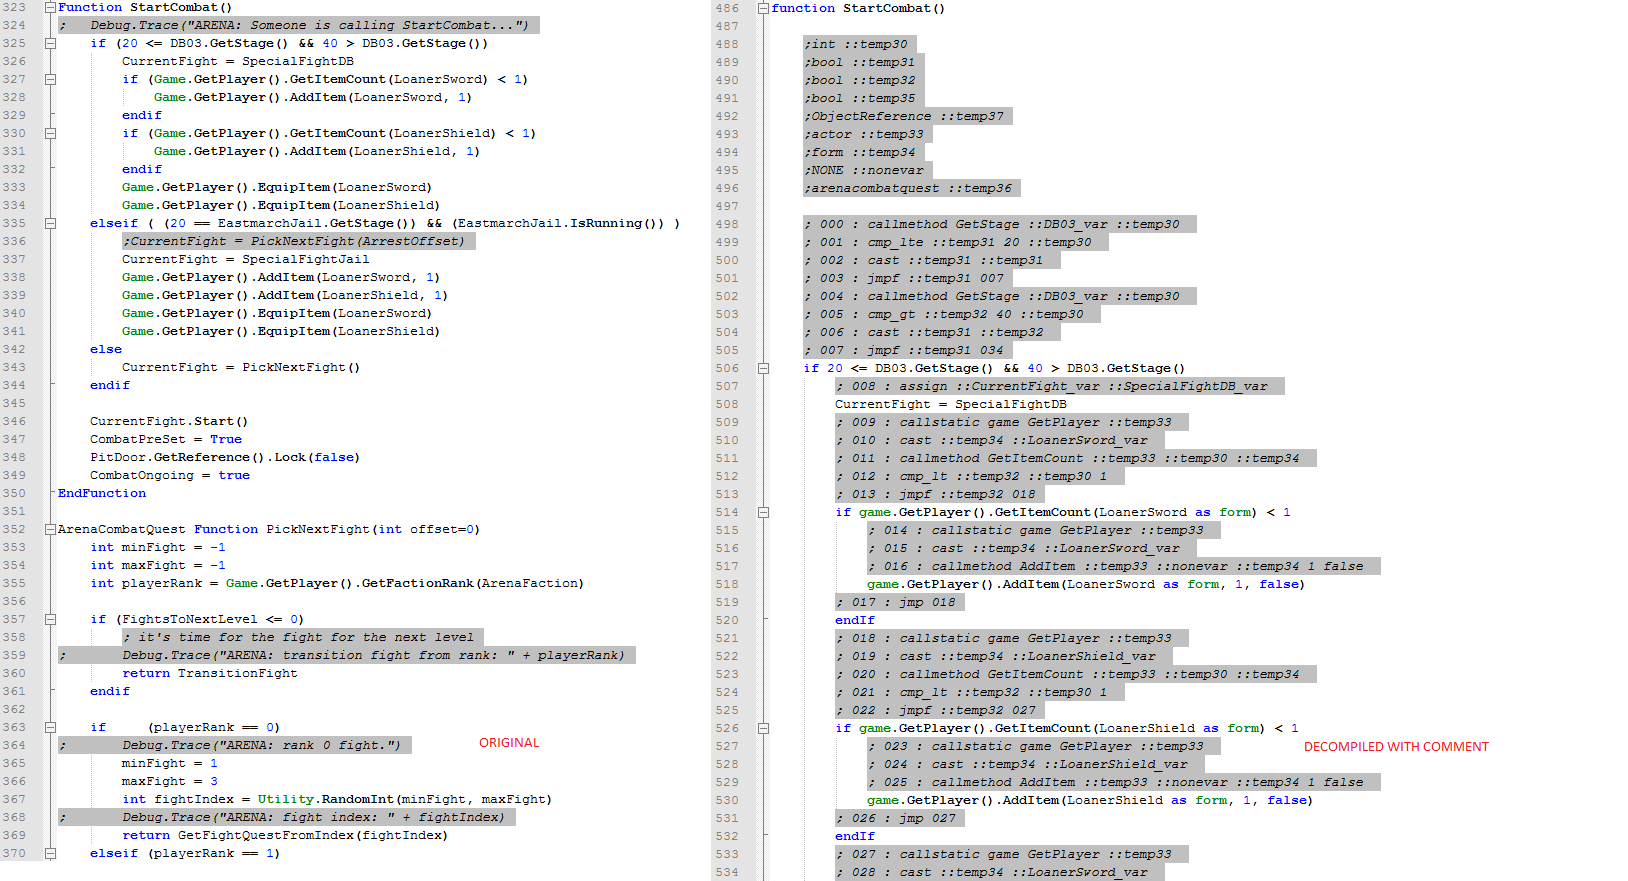 323 Function StartCombat()
324 ;   Debug.Trace("ARENA: Someone is calling StartCombat...")
325 if (20 <= DB03.GetStage() && 40 > DB03.GetStage())
326 CurrentFight = SpecialFightDB
327 if (Game.GetPlayer().GetItemCount(LoanerSword) < 1)
328 Game.GetPlayer().AddItem(LoanerSword, 1)
329 endif
330 if (Game.GetPlayer().GetItemCount(LoanerShield) < 1)
331 Game.GetPlayer().AddItem(LoanerShield, 1)
332 endif
333 Game.GetPlayer().EquipItem(LoanerSword)
334 Game.GetPlayer().EquipItem(LoanerShield)
335 elseif ( (20 == EastmarchJail.GetStage()) && (EastmarchJail.IsRunning()) )
336 ;CurrentFight = PickNextFight(ArrestOffset)
337 CurrentFight = SpecialFightJail
338 Game.GetPlayer().AddItem(LoanerSword, 1)
339 Game.GetPlayer().AddItem(LoanerShield, 1)
340 Game.GetPlayer().EquipItem(LoanerSword)
341 Game.GetPlayer().EquipItem(LoanerShield)
342 else
343 CurrentFight = PickNextFight()
344 endif
345
346 CurrentFight.Start()
347 CombatPreSet = True
348 PitDoor.GetReference().Lock(false)
349 CombatOngoing = true
350 EndFunction
351
352 ArenaCombatQuest Function PickNextFight(int offset=0)
353 int minFight = -1
354 int maxFight = -1
355 int playerRank = Game.GetPlayer().GetFactionRank(ArenaFaction)
356
357 if (FightsToNextLevel <= 0)
358 ; it's time for the fight for the next level
359 ;       Debug.Trace("ARENA: transition fight from rank: " + playerRank)
360 return TransitionFight
361 endif
362
363 if     (playerRank == 0)
364 ;       Debug.Trace("ARENA: rank 0 fight.")
365 minFight = 1
366 maxFight = 3
367 int fightIndex = Utility.RandomInt(minFight, maxFight)
368 ;       Debug.Trace("ARENA: fight index: " + fightIndex)
369 return GetFightQuestFromIndex(fightIndex)
370 elseif (playerRank == 1)
ORIGINAL
486 function StartCombat()
487
488 ;int ::temp30
489 ;bool ::temp31
490 ;bool ::temp32
491 ;bool ::temp35
492 ;ObjectReference ::temp37
493 ;actor ::temp33
494 ;form ::temp34
495 ;NONE ::nonevar
496 ;arenacombatquest ::temp36
497
498 ; 000 : callmethod GetStage ::DB03_var ::temp30
499 ; 001 : cmp_lte ::temp31 20 ::temp30
500 ; 002 : cast ::temp31 ::temp31
501 ; 003 : jmpf ::temp31 007
502 ; 004 : callmethod GetStage ::DB03_var ::temp30
503 ; 005 : cmp_gt ::temp32 40 ::temp30
504 ; 006 : cast ::temp31 ::temp32
505 ; 007 : jmpf ::temp31 034
506 if 20 <= DB03.GetStage() && 40 > DB03.GetStage()
507 ; 008 : assign ::CurrentFight_var ::SpecialFightDB_var
508 CurrentFight = SpecialFightDB
509 ; 009 : callstatic game GetPlayer ::temp33
510 ; 010 : cast ::temp34 ::LoanerSword_var
511 ; 011 : callmethod GetItemCount ::temp33 ::temp30 ::temp34
512 ; 012 : cmp_lt ::temp32 ::temp30 1
513 ; 013 : jmpf ::temp32 018
514 if game.GetPlayer().GetItemCount(LoanerSword as form) < 1
515 ; 014 : callstatic game GetPlayer ::temp33
516 ; 015 : cast ::temp34 ::LoanerSword_var
517 ; 016 : callmethod AddItem ::temp33 ::nonevar ::temp34 1 false
518 game.GetPlayer().AddItem(LoanerSword as form, 1, false)
519 ; 017 : jmp 018
520 endIf
521 ; 018 : callstatic game GetPlayer ::temp33
522 ; 019 : cast ::temp34 ::LoanerShield_var
523 ; 020 : callmethod GetItemCount ::temp33 ::temp30 ::temp34
524 ; 021 : cmp_lt ::temp32 ::temp30 1
525 ; 022 : jmpf ::temp32 027
526 if game.GetPlayer().GetItemCount(LoanerShield as form) < 1
527 ; 023 : callstatic game GetPlayer ::temp33
528 ; 024 : cast ::temp34 ::LoanerShield_var
529 ; 025 : callmethod AddItem ::temp33 ::nonevar ::temp34 1 false
530 game.GetPlayer().AddItem(LoanerShield as form, 1, false)
531 ; 026 : jmp 027
532 endIf
533 ; 027 : callstatic game GetPlayer ::temp33
534 ; 028 : cast ::temp34 ::LoanerSword_var
DECOMPILED WITH COMMENT